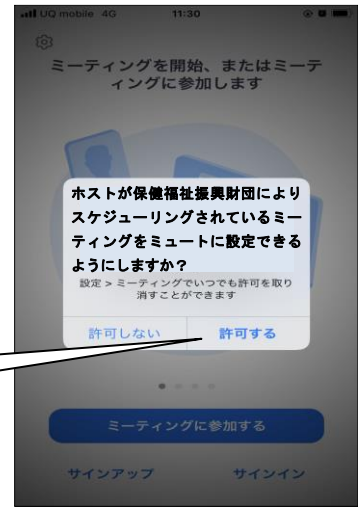 UQ mobile 4G 11:30
ミーティングを開始、またはミーテ
ィングに参加します
ホストが保健福祉振興財団により
スケジューリングされているミー
ティングをミュートに設定できる
ようにしますか？
設定 > ミーティングでいつでも許可を取り
消すことができます
許可しない 許可する
ミーティングに参加する
サインアップ サインイン